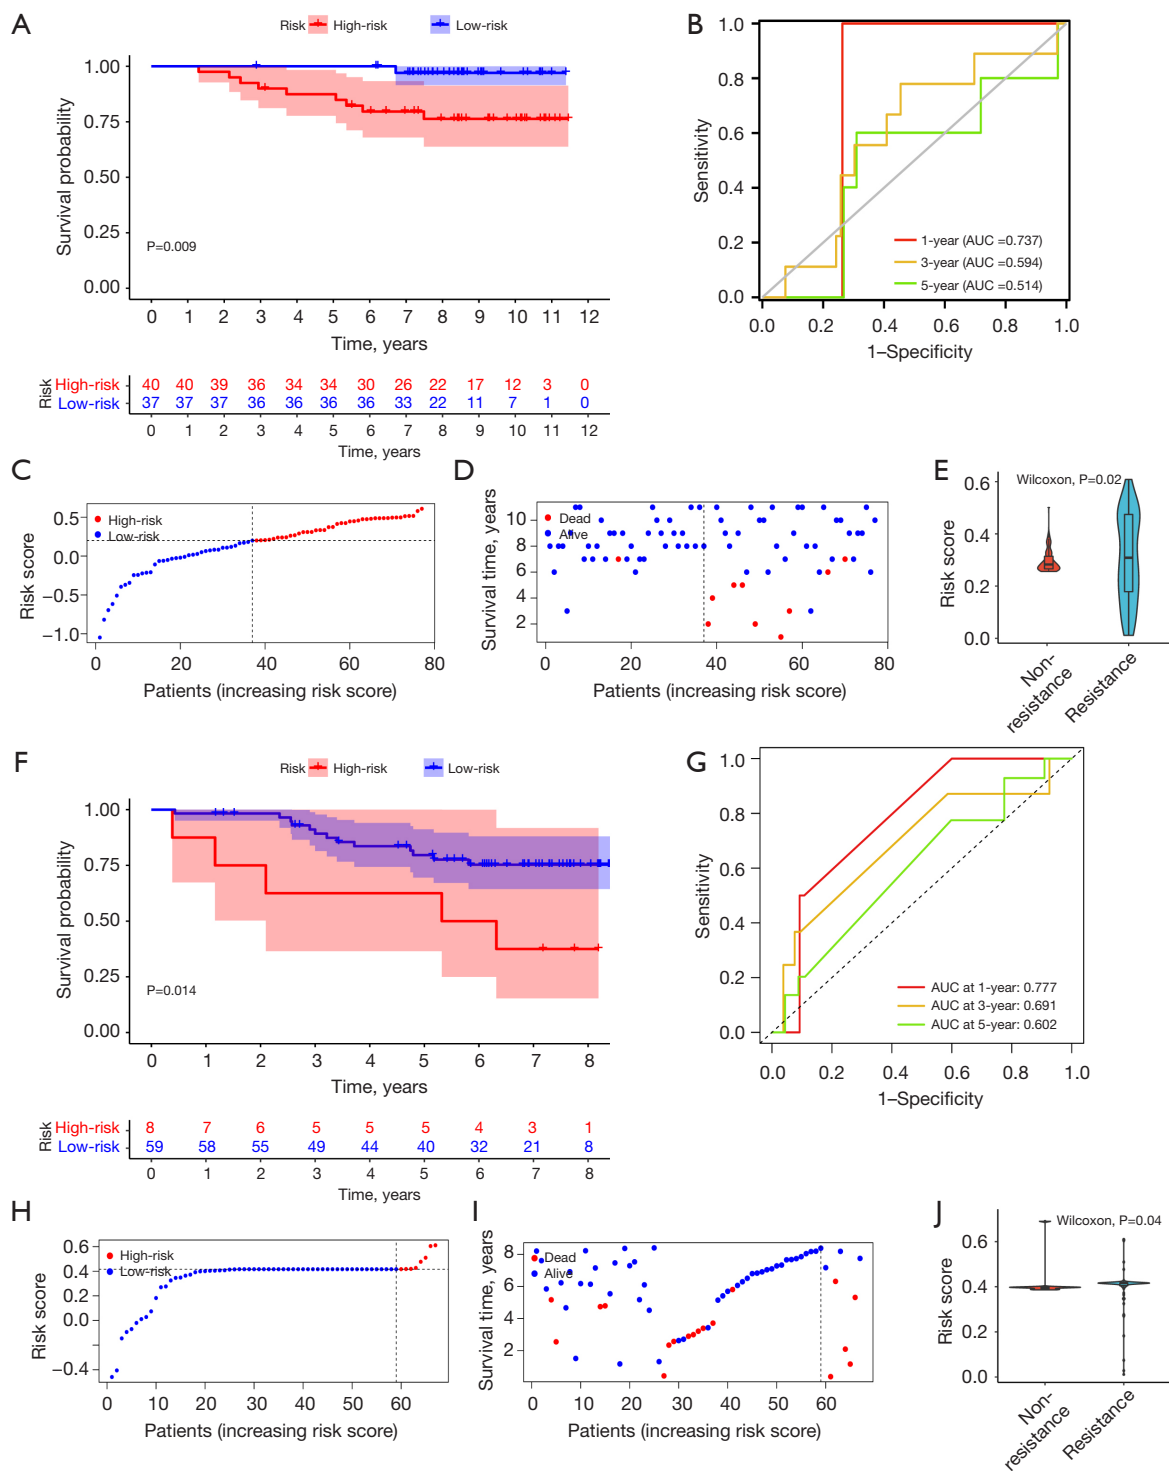 A
Risk High-risk Low-risk
Survival probability
1.00
0.75
0.50
0.25
0.00
P=0.009
0 1 2 3 4 5 6 7 8 9 10 11 12
Time, years
Risk
High-risk 40 40 39 36 34 34 30 26 22 17 12 3 0
Low-risk 37 37 37 36 36 36 36 33 22 11 7 1 0
0 1 2 3 4 5 6 7 8 9 10 11 12
Time, years
B
Sensitivity
1.0
0.8
0.6
0.4
0.2
0.0
1-year (AUC =0.737)
3-year (AUC =0.594)
5-year (AUC =0.514)
0.0 0.2 0.4 0.6 0.8 1.0
1–Specificity
C
Risk score
0.5
0.0
−0.5
−1.0
High-risk
Low-risk
0 20 40 60 80
Patients (increasing risk score)
D
Survival time, years
10
8
6
4
2
Dead
Alive
0 20 40 60 80
Patients (increasing risk score)
E
Wilcoxon, P=0.02
Risk score
0.6
0.4
0.2
0.0
Non-
resistance
Resistance
F
Risk High-risk Low-risk
Survival probability
1.00
0.75
0.50
0.25
0.00
P=0.014
0 1 2 3 4 5 6 7 8
Time, years
Risk
High-risk 8 7 6 5 5 5 4 3 1
Low-risk 59 58 55 49 44 40 32 21 8
0 1 2 3 4 5 6 7 8
Time, years
G
Sensitivity
1.0
0.8
0.6
0.4
0.2
0.0
AUC at 1-year: 0.777
AUC at 3-year: 0.691
AUC at 5-year: 0.602
0.0 0.2 0.4 0.6 0.8 1.0
1–Specificity
H
Risk score
0.6
0.4
0.2
0.0
−0.4
High-risk
Low-risk
0 10 20 30 40 50 60
Patients (increasing risk score)
I
Survival time, years
8
6
4
2
Dead
Alive
0 10 20 30 40 50 60
Patients (increasing risk score)
J
Wilcoxon, P=0.04
Risk score
0.6
0.4
0.2
0.0
Non-
resistance
Resistance